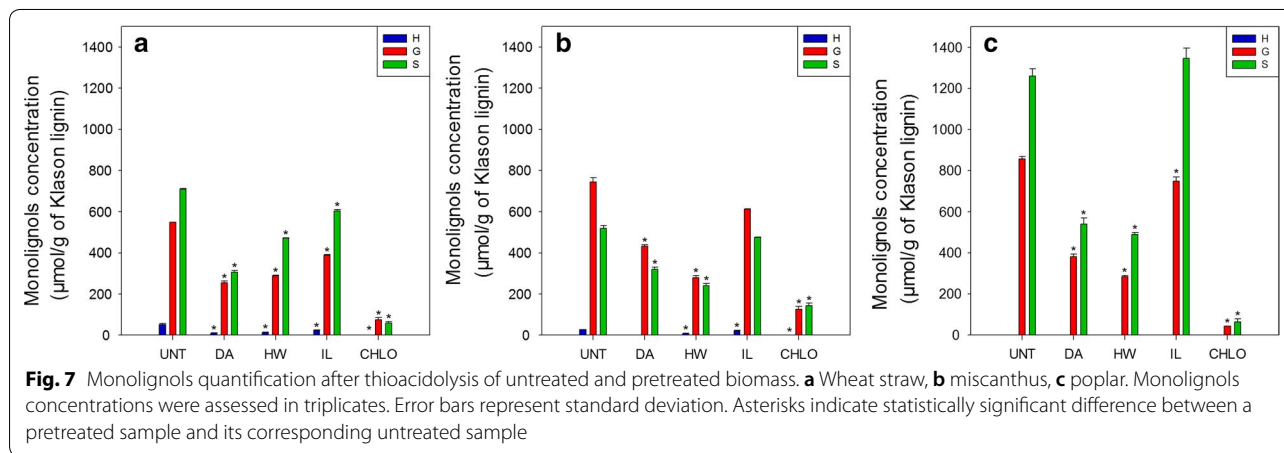 a
H
G
S
Monolignols concentration
(µmol/g of Klason lignin)
1400
1200
1000
800
600
400
200
0
* * * * * * * * * * * *
UNT DA HW IL CHLO
b
H
G
S
Monolignols concentration
(µmol/g of Klason lignin)
1400
1200
1000
800
600
400
200
0
* * * * * * * * *
UNT DA HW IL CHLO
c
H
G
S
Monolignols concentration
(µmol/g of Klason lignin)
1400
1200
1000
800
600
400
200
0
* * * * * * *
UNT DA HW IL CHLO
Fig. 7 Monolignols quantification after thioacidolysis of untreated and pretreated biomass. a Wheat straw, b miscanthus, c poplar. Monolignols
concentrations were assessed in triplicates. Error bars represent standard deviation. Asterisks indicate statistically significant difference between a
pretreated sample and its corresponding untreated sample